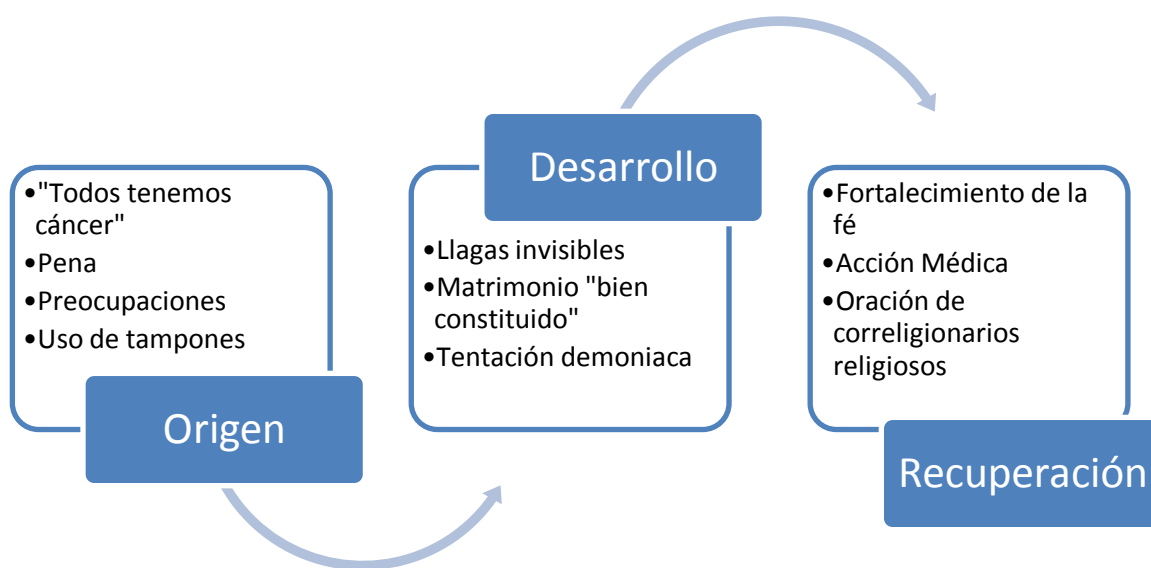 •"Todos tenemos
cáncer"
•Pena
•Preocupaciones
•Uso de tampones
Origen
Desarrollo
•Llagas invisibles
•Matrimonio "bien
constituido"
•Tentación demoniaca
•Fortalecimiento de la
fé
•Acción Médica
•Oración de
correligionarios
religiosos
Recuperación